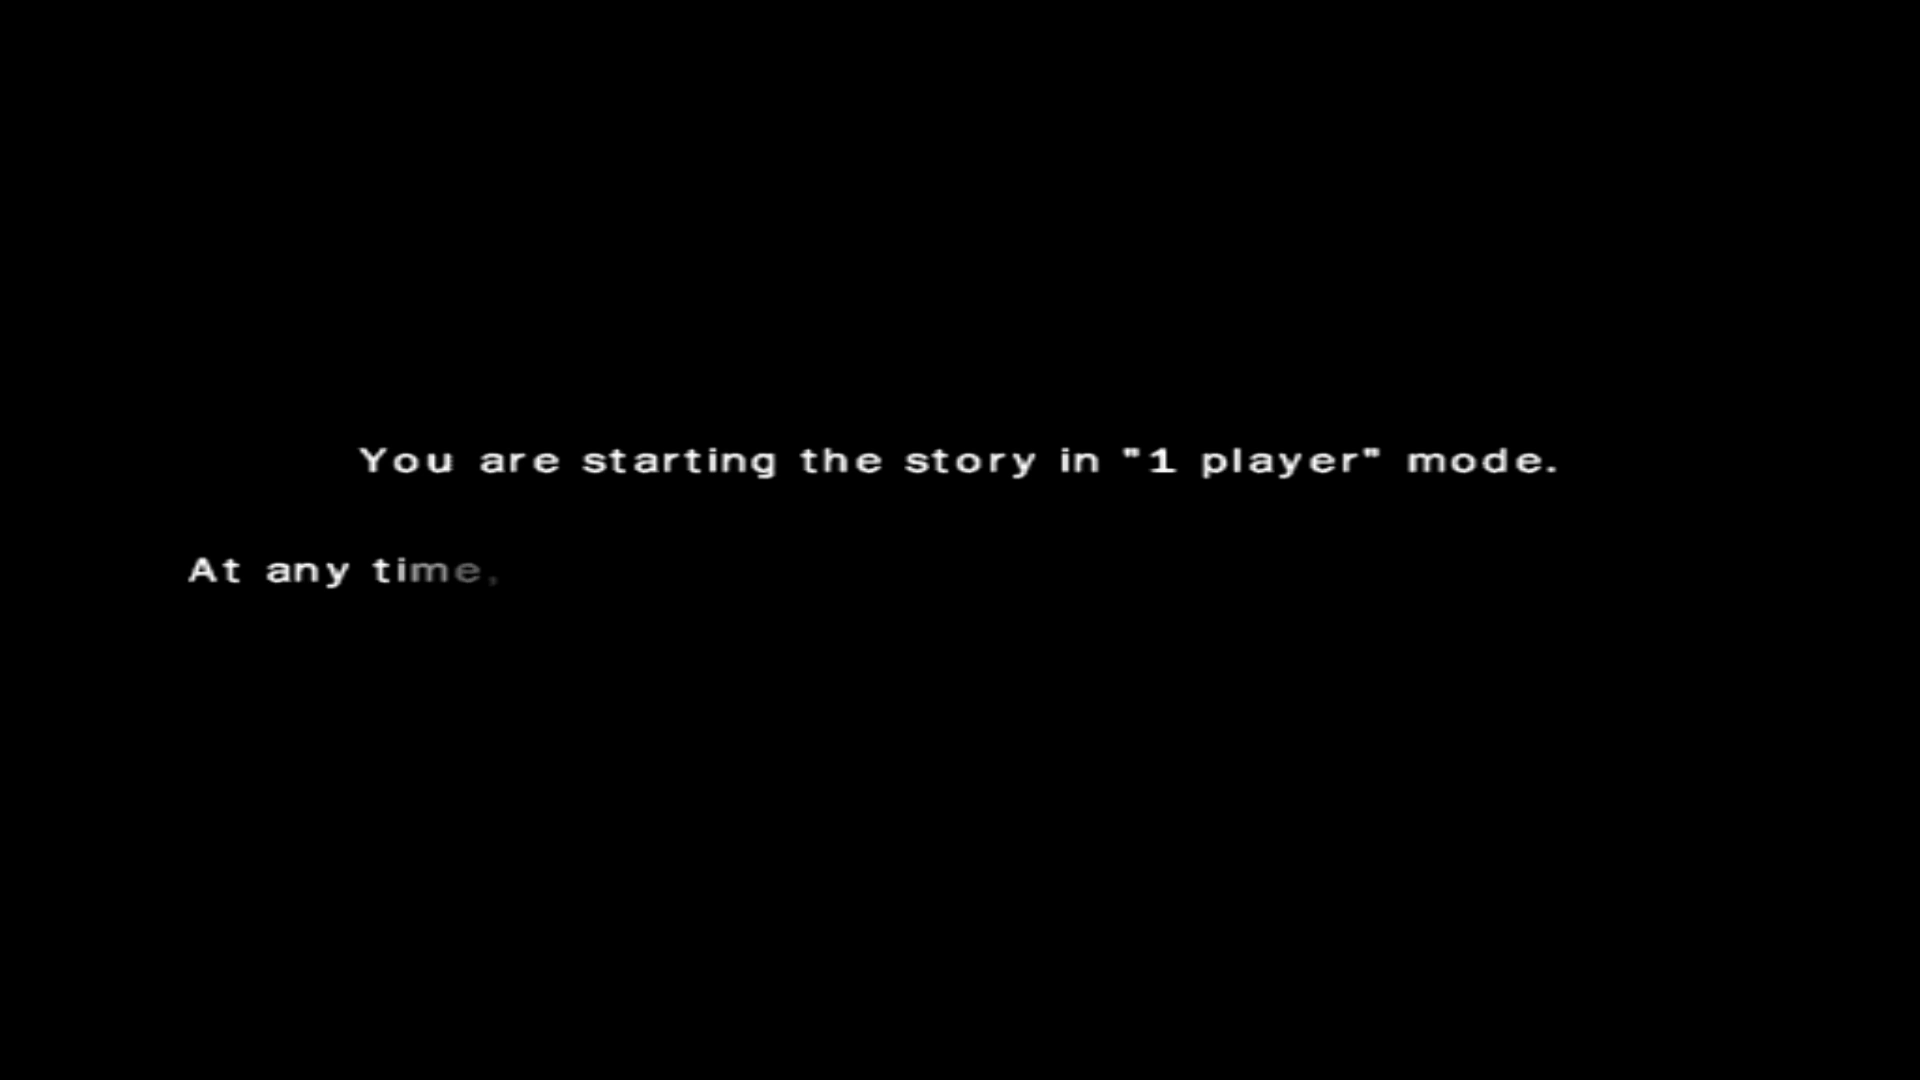 You are starting the story in "1 player" mode.
At any time,